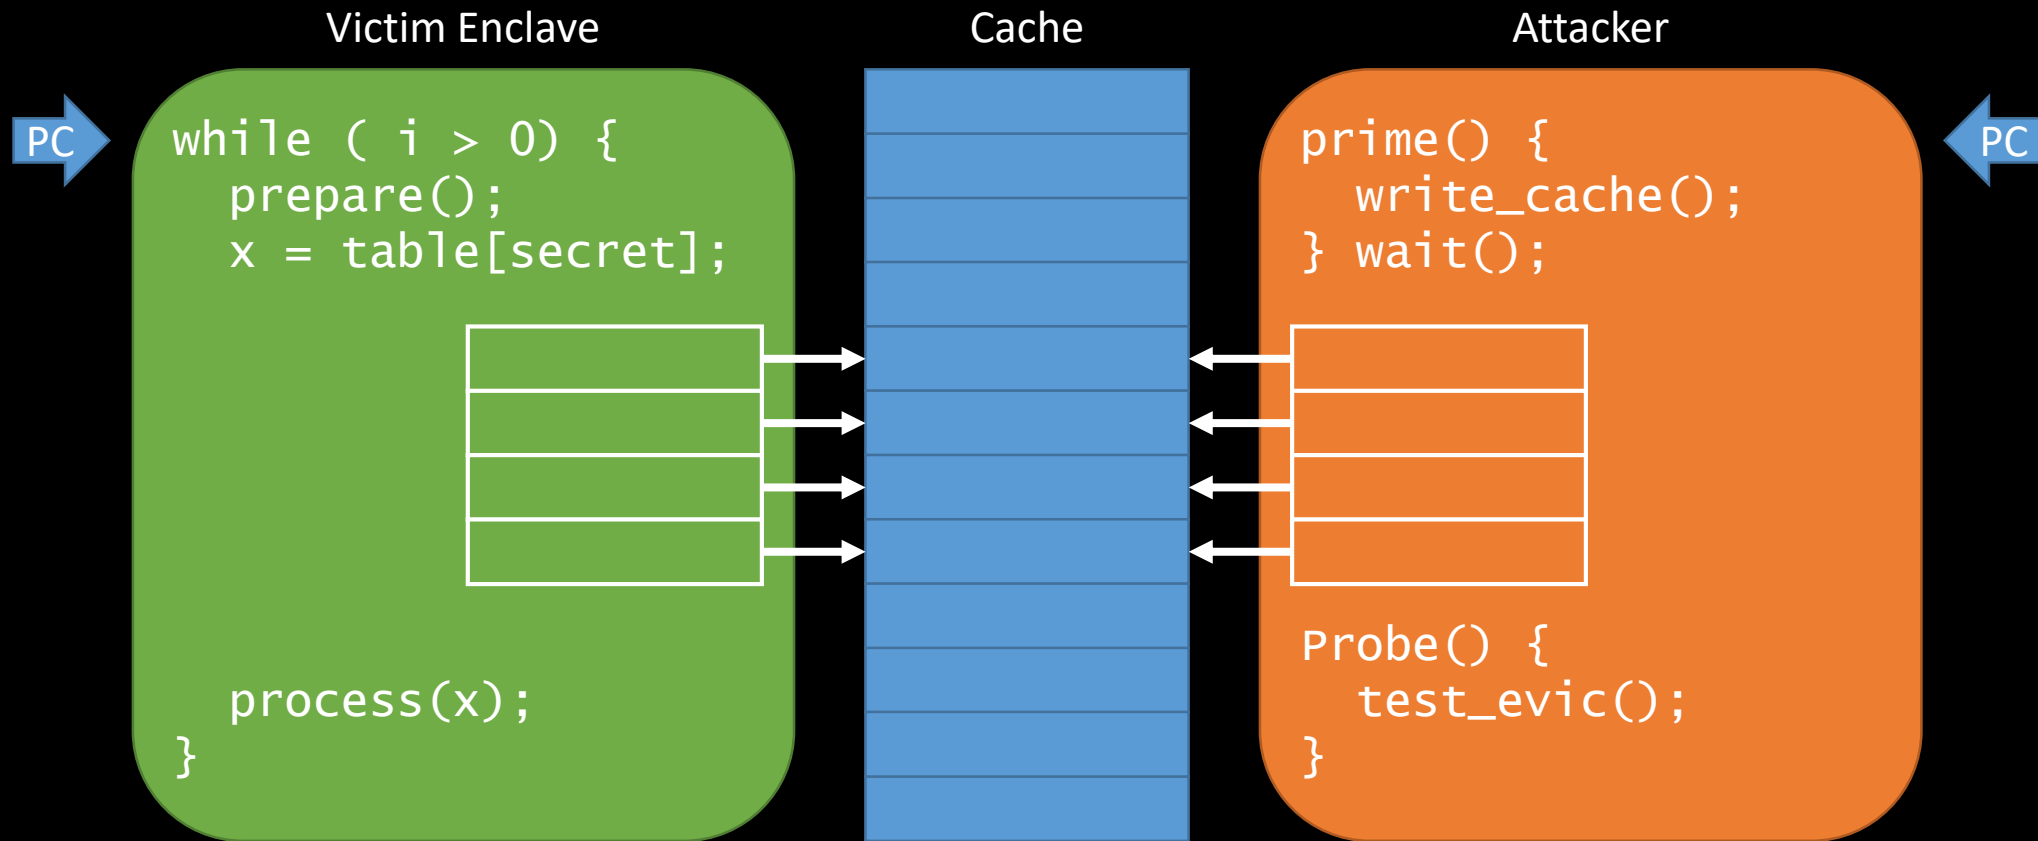 Victim Enclave
Cache
Attacker
PC
while ( i > 0) {
prepare();
x = table[secret];
process(x);
}
prime() {
write_cache();
} wait();
Probe() {
test_evic();
}
PC